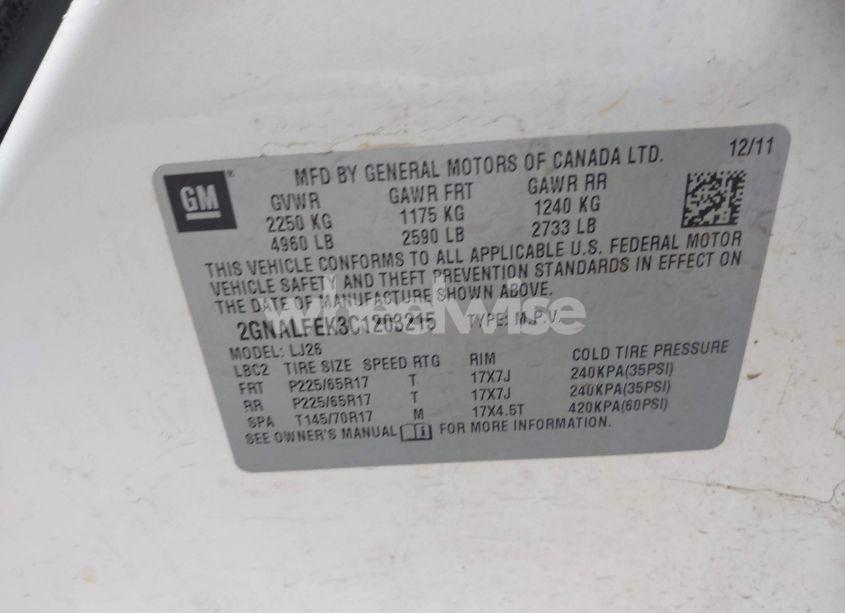 GM®
MFD BY GENERAL MOTORS OF CANADA LTD. 12/11
GVWR GAWR FRT GAWR RR
2250 KG 1175 KG 1240 KG
4960 LB 2590 LB 2733 LB
THIS VEHICLE CONFORMS TO ALL APPLICABLE U.S. FEDERAL MOTOR
VEHICLE SAFETY AND THEFT PREVENTION STANDARDS IN EFFECT ON
THE DATE OF MANUFACTURE SHOWN ABOVE.
wheelwise
2GNALFEK3C1203215 TYPE: M.P.V.
MODEL: LJ26
LBC2 TIRE SIZE SPEED RTG RIM COLD TIRE PRESSURE
FRT P225/65R17 T 17X7J 240KPA(35PSI)
RR P225/65R17 T 17X7J 240KPA(35PSI)
SPA T145/70R17 M 17X4.5T 420KPA(60PSI)
SEE OWNER'S MANUAL FOR MORE INFORMATION.